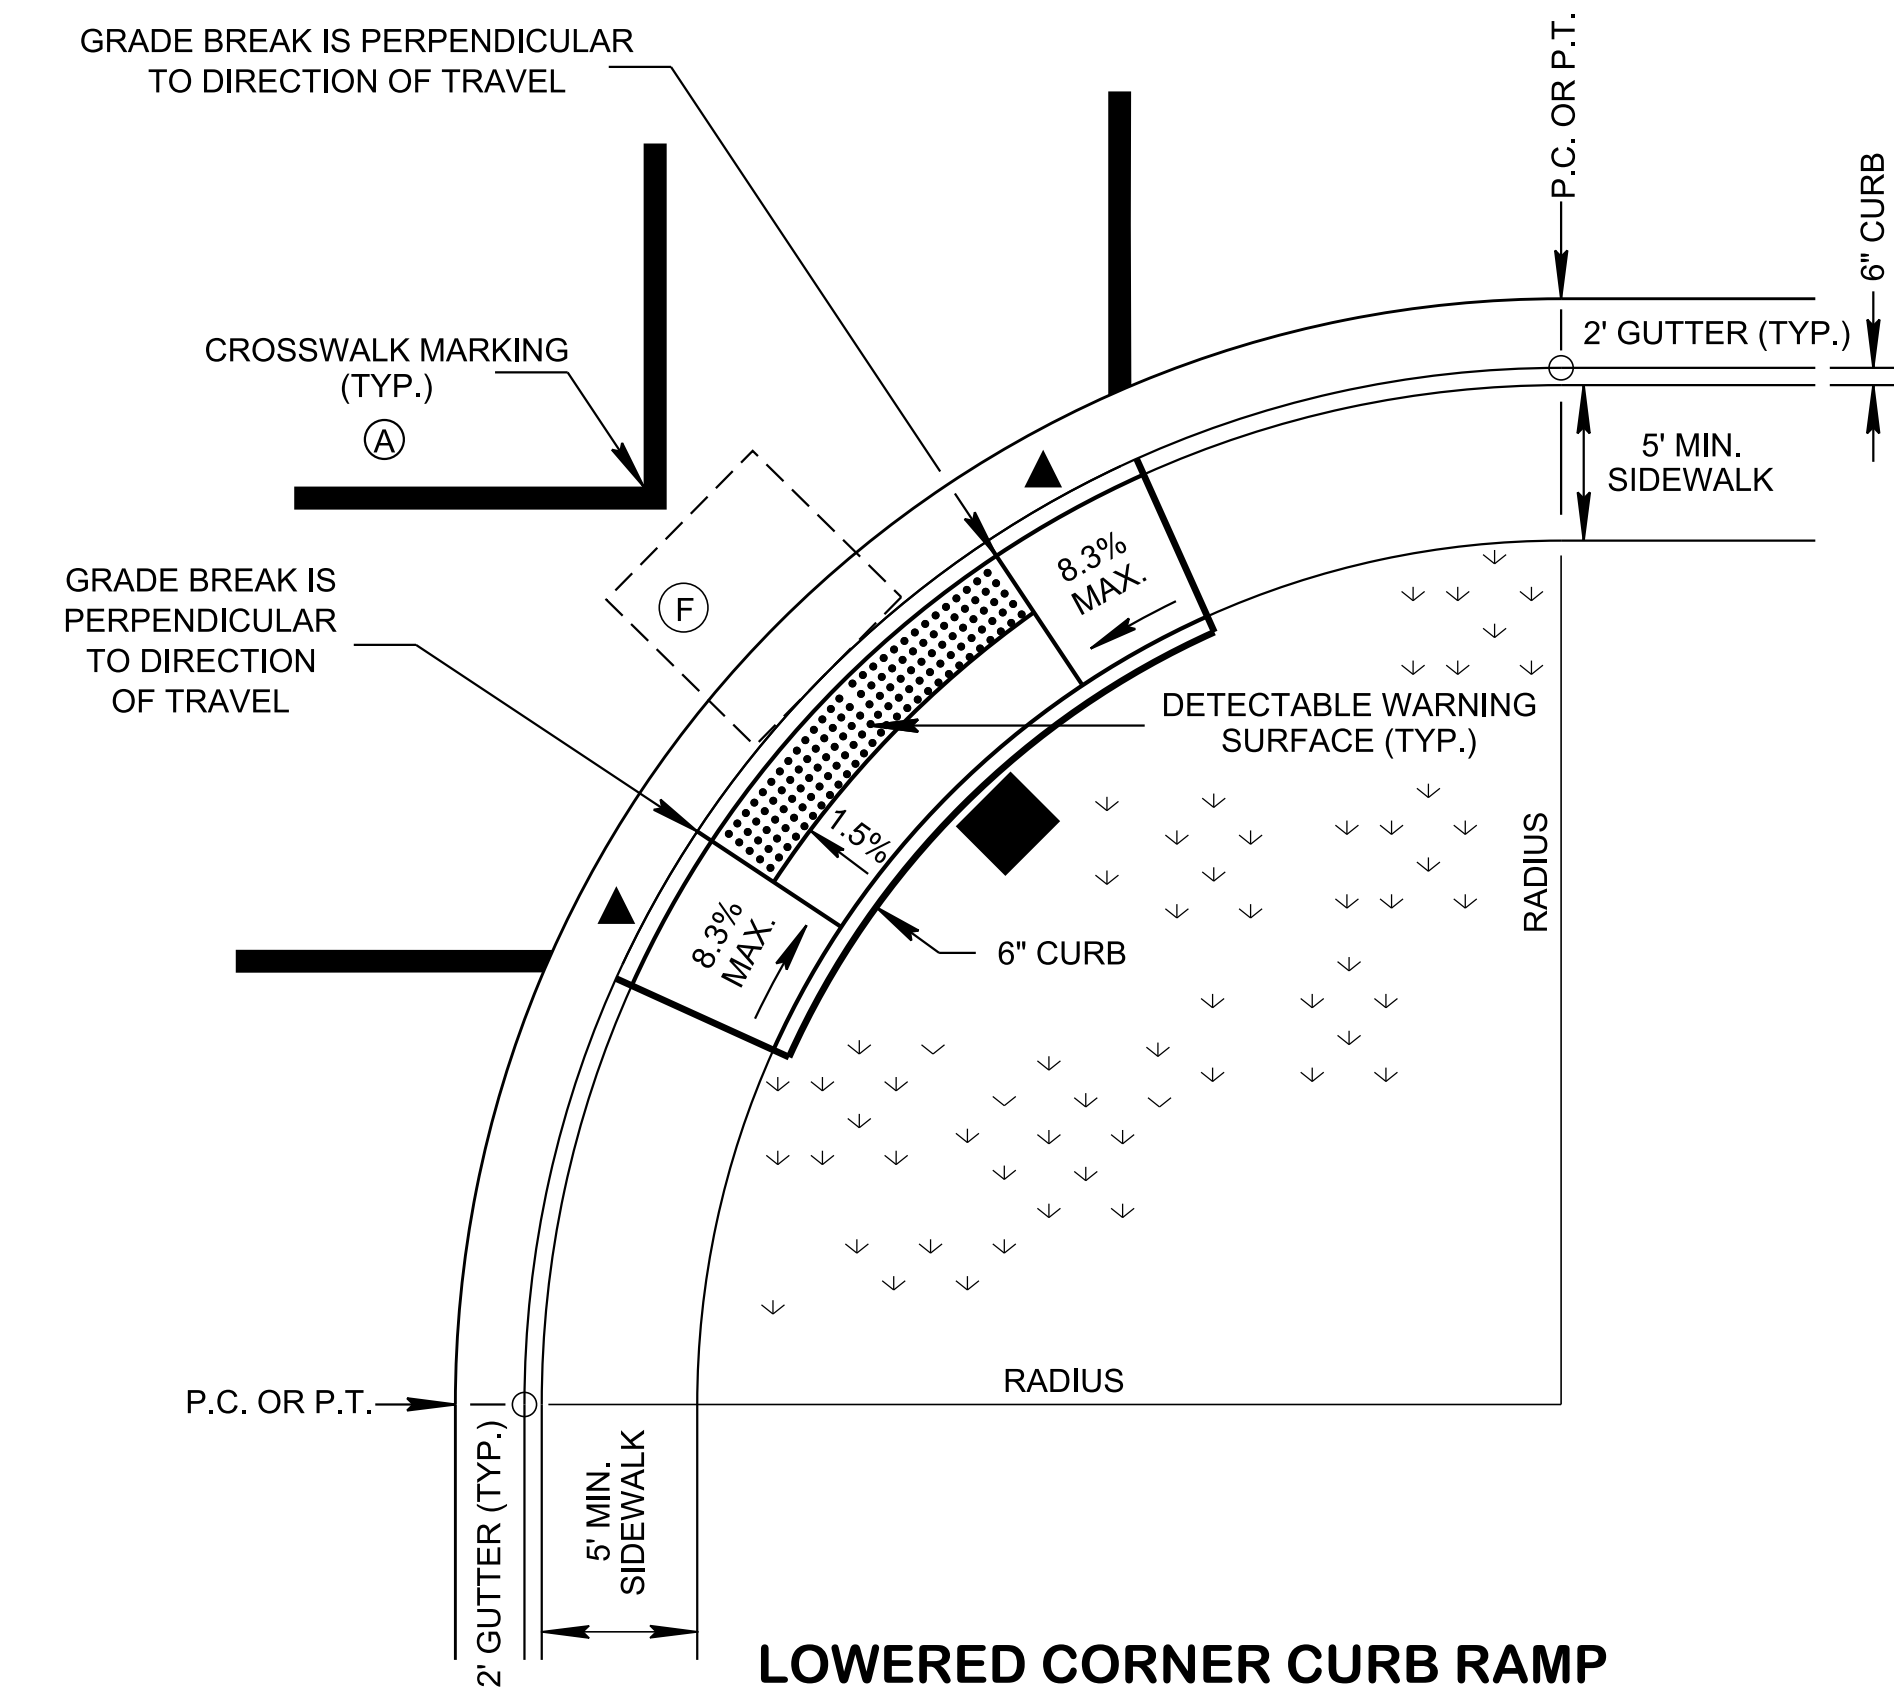 GRADE BREAK IS PERPENDICULAR
TO DIRECTION OF TRAVEL
P.C. OR P.T.
6" CURB
2' GUTTER (TYP.)
CROSSWALK MARKING
(TYP.)
A
5' MIN.
SIDEWALK
8.3%
MAX.
GRADE BREAK IS
PERPENDICULAR
TO DIRECTION
OF TRAVEL
F
DETECTABLE WARNING
SURFACE (TYP.)
1.5%
RADIUS
8.3%
MAX.
6" CURB
RADIUS
P.C. OR P.T.
2' GUTTER (TYP.)
5' MIN.
SIDEWALK
LOWERED CORNER CURB RAMP